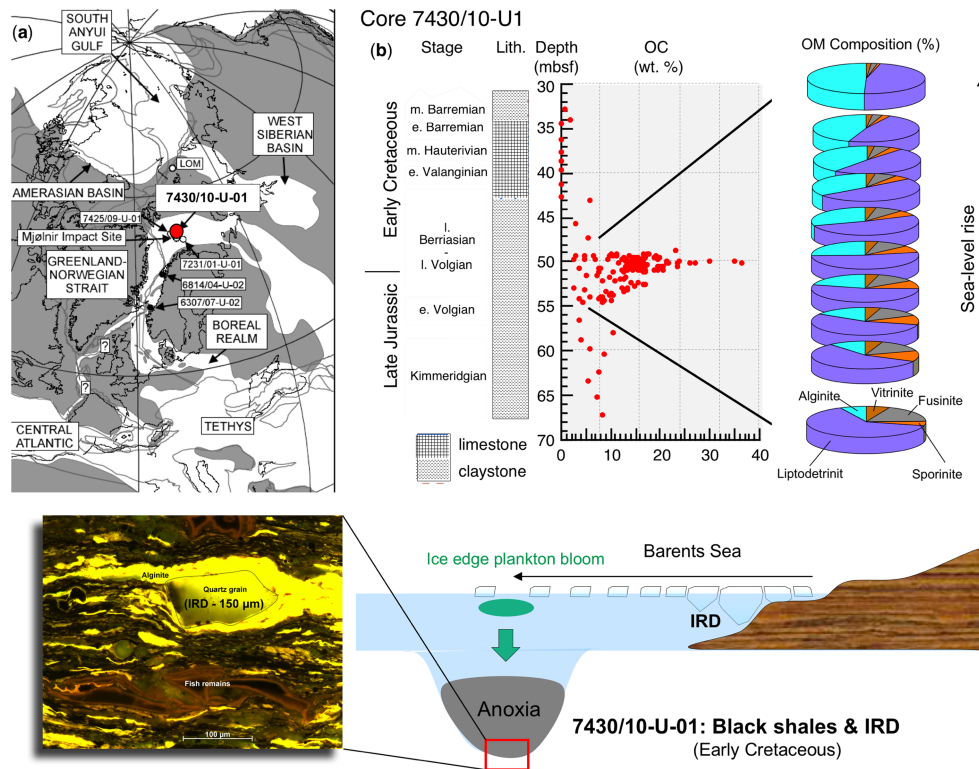 (a)
SOUTH
ANYUI
GULF
WEST
SIBERIAN
BASIN
LOM
AMERASIAN BASIN
7430/10-U-01
7425/09-U-01
Mjølnir Impact Site
GREENLAND-
NORWEGIAN
STRAIT
7231/01-U-01
6814/04-U-02
6307/07-U-02
BOREAL
REALM
?
?
TETHYS
CENTRAL
ATLANTIC
Core 7430/10-U1
(b)
Stage
Lith.
Depth
(mbsf)
OC
(wt. %)
Early Cretaceous
Late Jurassic
m. Barremian
e. Barremian
m. Hauterivian
e. Valanginian
l.
Berriasian
-
l. Volgian
e. Volgian
Kimmeridgian
30
35
40
45
50
55
60
65
70
0 10 20 30 40
limestone
claystone
OM Composition (%)
Sea-level rise
Alginite
Vitrinite
Fusinite
Liptodetrinit
Sporinite
Alginite
Quartz grain
(IRD - 150 µm)
Fish remains
100 µm
Ice edge plankton bloom
Barents Sea
IRD
Anoxia
7430/10-U-01: Black shales & IRD
(Early Cretaceous)